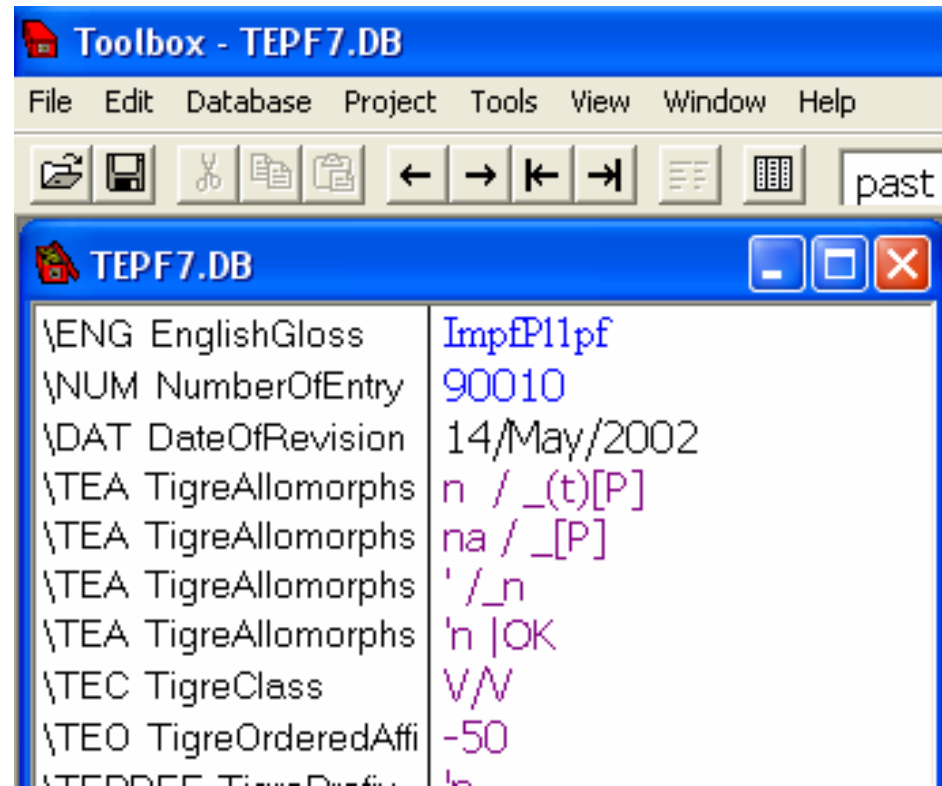 Toolbox - TEPF7.DB
File Edit Database Project Tools View Window Help
past
TEPF7.DB
\ENG EnglishGloss ImpfPl1pf
\NUM NumberOfEntry 90010
\DAT DateOfRevision 14/May/2002
\TEA TigreAllomorphs n / _(t)[P]
\TEA TigreAllomorphs na / _[P]
\TEA TigreAllomorphs ' /_n
\TEA TigreAllomorphs 'n |OK
\TEC TigreClass V/V
\TEO TigreOrderedAffi -50